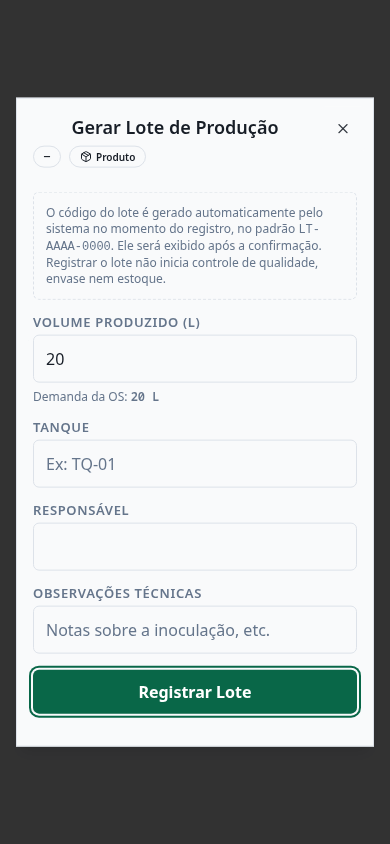 Gerar Lote de Produção
–
Produto
O código do lote é gerado automaticamente pelo
sistema no momento do registro, no padrão LT-
AAAA-0000. Ele será exibido após a confirmação.
Registrar o lote não inicia controle de qualidade,
envase nem estoque.
VOLUME PRODUZIDO (L)
20
Demanda da OS: 20 L
TANQUE
Ex: TQ-01
RESPONSÁVEL
OBSERVAÇÕES TÉCNICAS
Notas sobre a inoculação, etc.
Registrar Lote